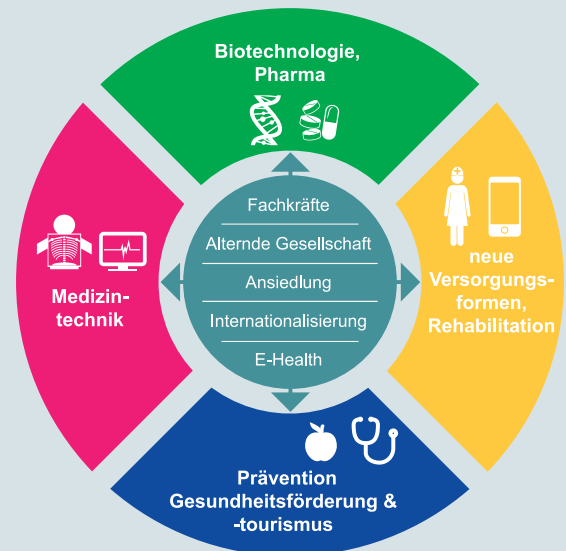 Biotechnologie,
Pharma
Medizin-
technik
Fachkräfte
Alternde Gesellschaft
Ansiedlung
Internationalisierung
E-Health
neue
Versorgungs-
formen,
Rehabilitation
Prävention
Gesundheitsförderung &
-tourismus